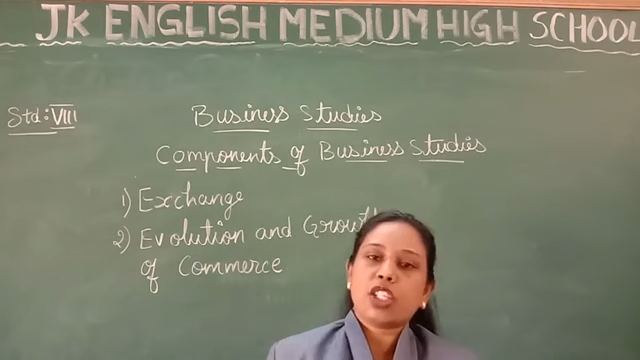 JK ENGLISH MEDIUM HIGH SCHOOL
Std: VIII
Business Studies
Components of Business Studies
1) Exchange
2) Evolution and Growth
of Commerce